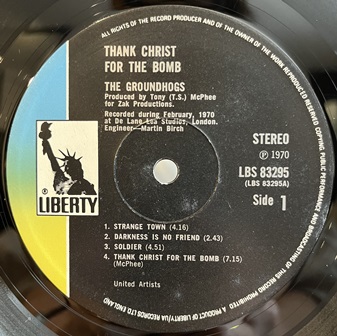 ALL RIGHTS OF THE PRODUCER AND OF THE OWNER OF THE WORK REPRODUCED RESERVED COPYING PUBLIC PERFORMANCE AND BROADCASTING OF THIS RECORD PROHIBITED A PRODUCT OF LIBERTY/UA RECORDS LTD ENGLAND
THANK CHRIST
FOR THE BOMB
THE GROUNDHOGS
Produced by Tony (T.S.) McPhee
for Zak Productions.
Recorded during February, 1970
at De Lane Lea Studios, London.
Engineer—Martin Birch
STEREO
℗ 1970
LBS 83295
(LBS 83295A)
Side 1
® LIBERTY
1. STRANGE TOWN (4.16)
2. DARKNESS IS NO FRIEND (2.43)
3. SOLDIER (4.51)
4. THANK CHRIST FOR THE BOMB (7.15)
(McPhee)
United Artists